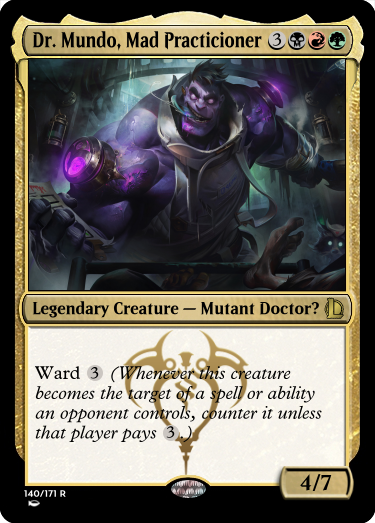 Dr. Mundo, Mad Practicioner 3
Legendary Creature — Mutant Doctor?
Ward 3 (Whenever this creature
becomes the target of a spell or ability
an opponent controls, counter it unless
that player pays 3.)
4/7
140/171 R